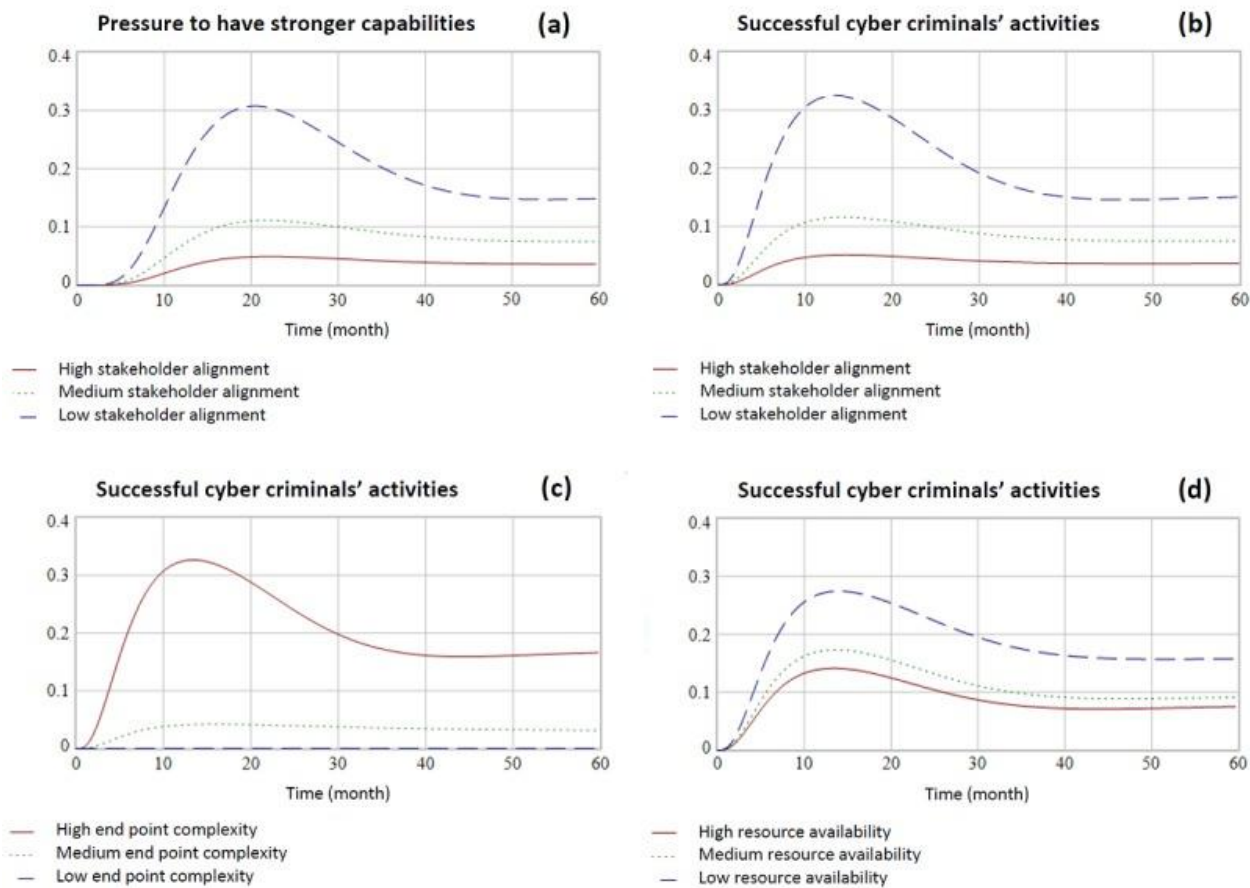 Pressure to have stronger capabilities (a)
0.4
0.3
0.2
0.1
0
0 10 20 30 40 50 60
Time (month)
High stakeholder alignment
Medium stakeholder alignment
Low stakeholder alignment
Successful cyber criminals’ activities (b)
0.4
0.3
0.2
0.1
0
0 10 20 30 40 50 60
Time (month)
High stakeholder alignment
Medium stakeholder alignment
Low stakeholder alignment
Successful cyber criminals’ activities (c)
0.4
0.3
0.2
0.1
0
0 10 20 30 40 50 60
Time (month)
High end point complexity
Medium end point complexity
Low end point complexity
Successful cyber criminals’ activities (d)
0.4
0.3
0.2
0.1
0
0 10 20 30 40 50 60
Time (month)
High resource availability
Medium resource availability
Low resource availability